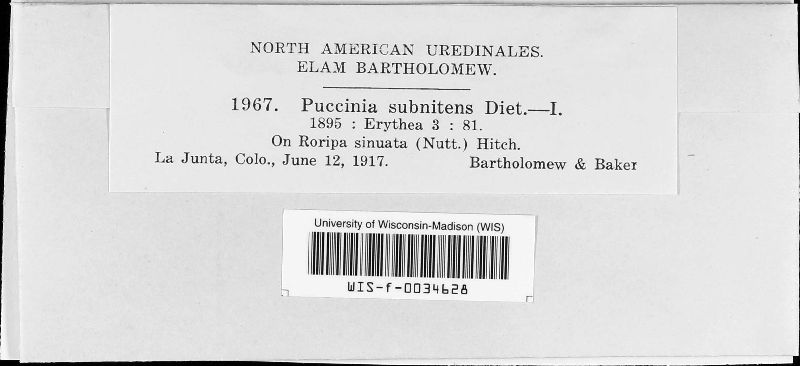 NORTH AMERICAN UREDINALES.
ELAM BARTHOLOMEW.
1967. Puccinia subnitens Diet.—I.
1895 : Erythea 3 : 81.
On Roripa sinuata (Nutt.) Hitch.
La Junta, Colo., June 12, 1917. Bartholomew & Baker
University of Wisconsin-Madison (WIS)
WIS-f-0034628